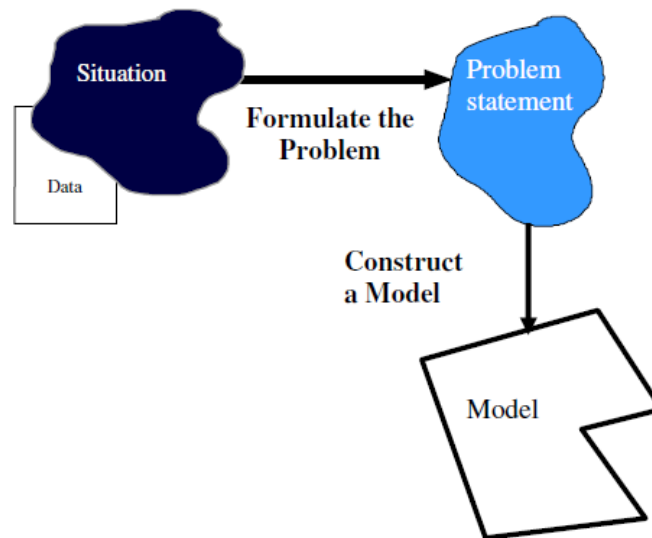 Situation
Problem
statement
Formulate the
Problem
Data
Construct
a Model
Model